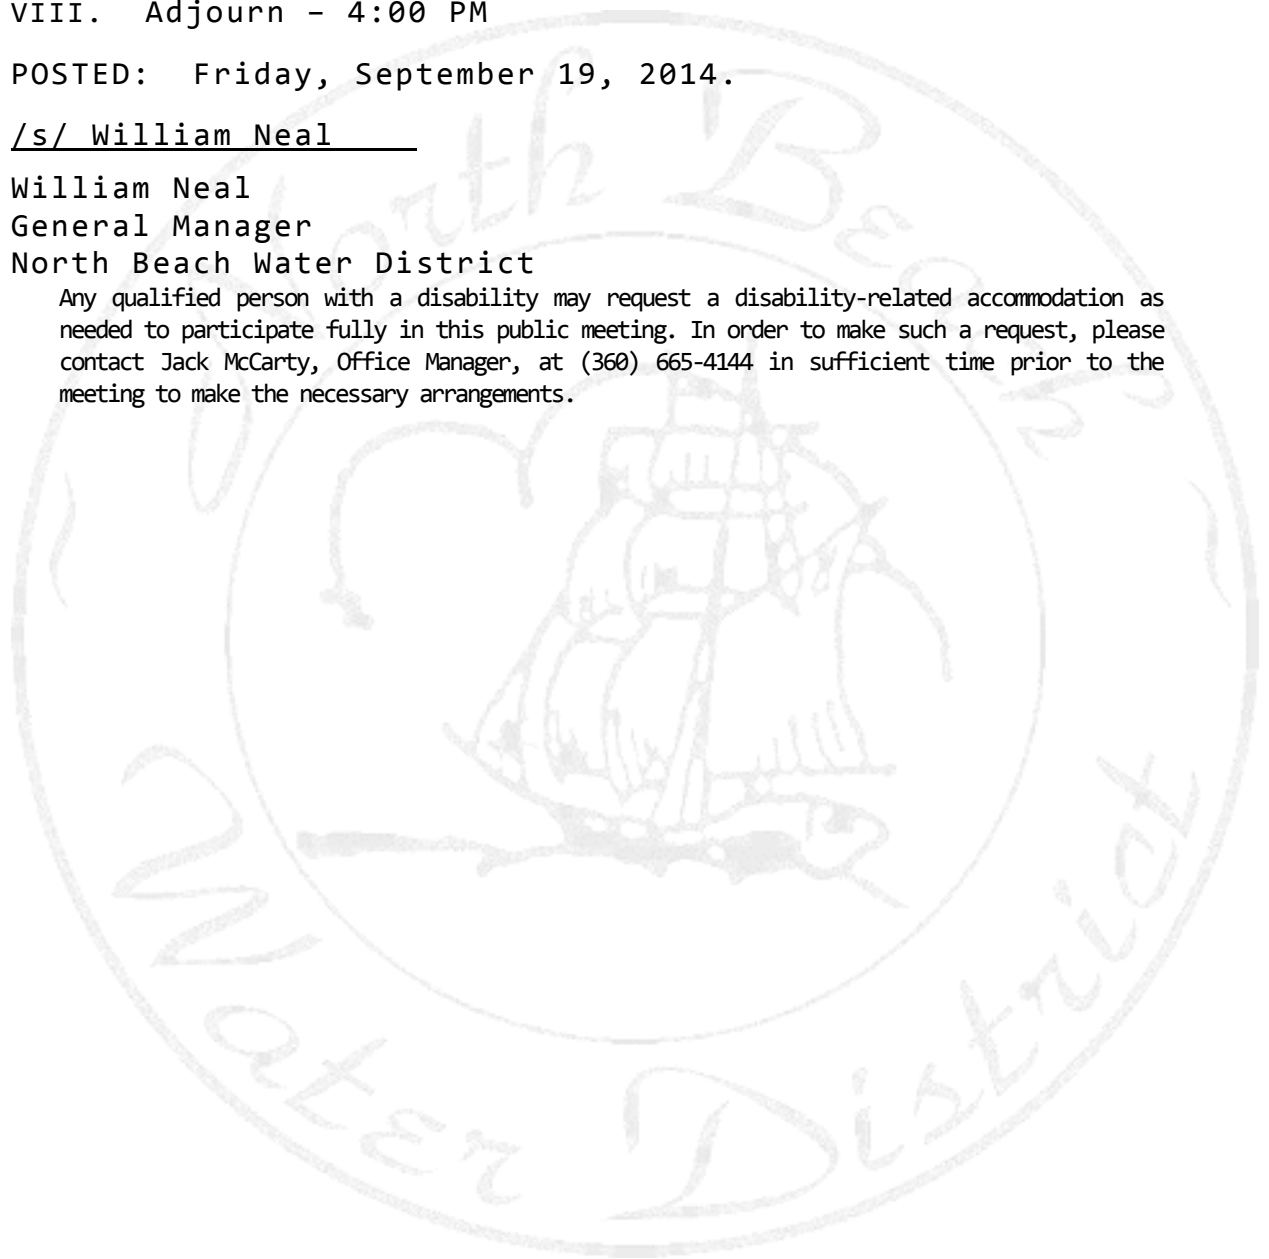 VIII. Adjourn – 4:00 PM
POSTED: Friday, September 19, 2014.
/s/ William Neal
William Neal
General Manager
North Beach Water District
Any qualified person with a disability may request a disability-related accommodation as
needed to participate fully in this public meeting. In order to make such a request, please
contact Jack McCarty, Office Manager, at (360) 665-4144 in sufficient time prior to the
meeting to make the necessary arrangements.
North Beach
Water District